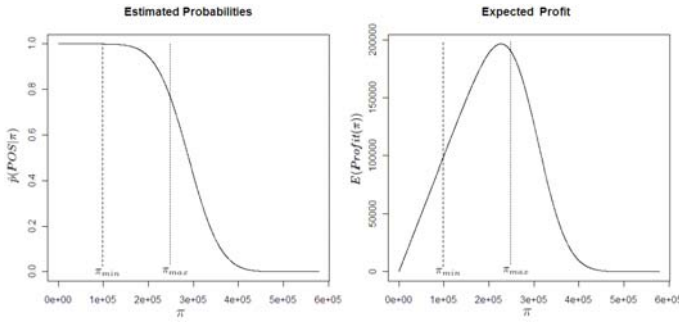 Estimated Probabilities
p̂(POS|π)
1.0
0.8
0.6
0.4
0.2
0.0
π_min
π_max
0e+00 1e+05 2e+05 3e+05 4e+05 5e+05 6e+05
π
Expected Profit
E(Profit(π))
200000
150000
100000
50000
0
π_min
π_max
0e+00 1e+05 2e+05 3e+05 4e+05 5e+05 6e+05
π